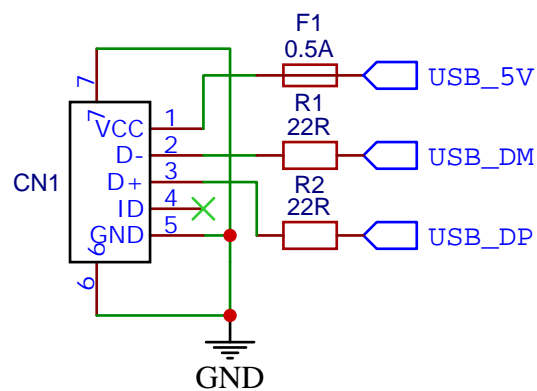 F1
0.5A
USB_5V
7
7
VCC 1
R1
22R
D- 2
USB_DM
CN1
D+ 3
R2
22R
ID 4
GND 5
USB_DP
6
6
GND